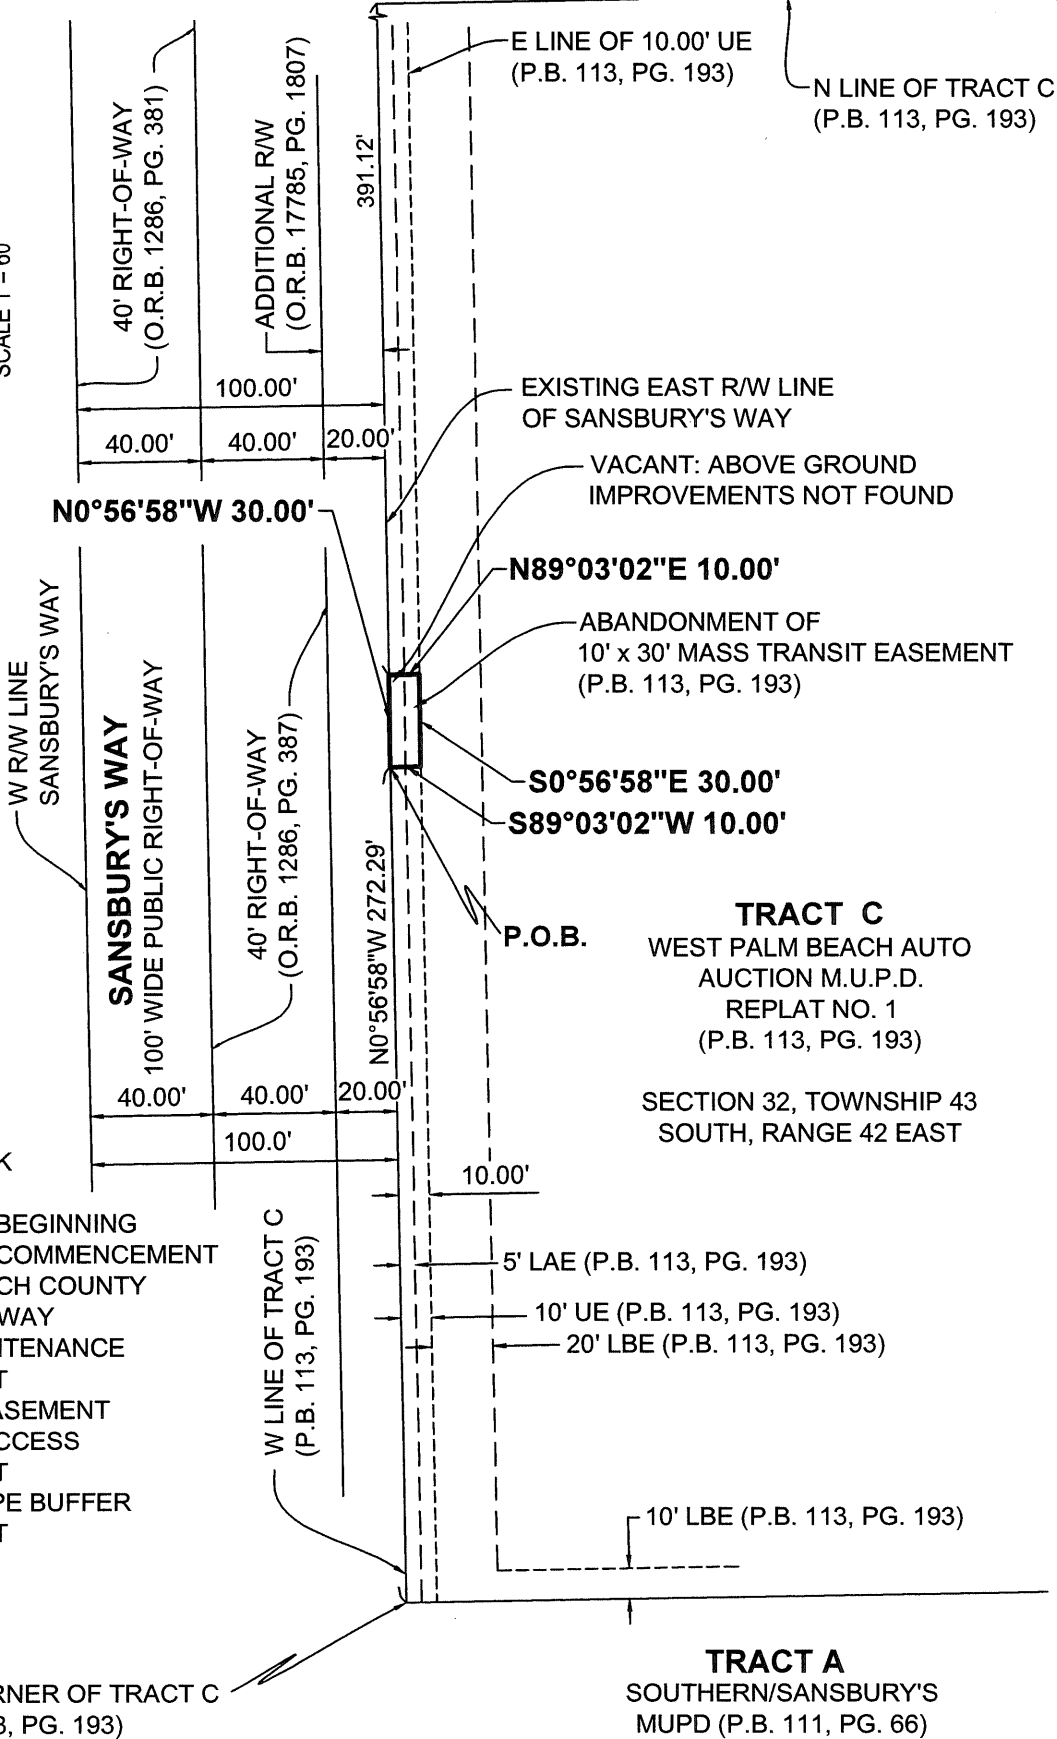 E LINE OF 10.00' UE
(P.B. 113, PG. 193)
N LINE OF TRACT C
(P.B. 113, PG. 193)
40' RIGHT-OF-WAY
(O.R.B. 1286, PG. 381)
ADDITIONAL R/W
(O.R.B. 17785, PG. 1807)
391.12'
100.00'
40.00'
40.00'
20.00'
EXISTING EAST R/W LINE
OF SANSBURY'S WAY
VACANT: ABOVE GROUND
IMPROVEMENTS NOT FOUND
N0°56'58"W 30.00'
N89°03'02"E 10.00'
ABANDONMENT OF
10' x 30' MASS TRANSIT EASEMENT
(P.B. 113, PG. 193)
W R/W LINE
SANSBURY'S WAY
SANSBURY'S WAY
100' WIDE PUBLIC RIGHT-OF-WAY
40' RIGHT-OF-WAY
(O.R.B. 1286, PG. 387)
S0°56'58"E 30.00'
S89°03'02"W 10.00'
N0°56'58"W 272.29'
P.O.B.
TRACT C
WEST PALM BEACH AUTO
AUCTION M.U.P.D.
REPLAT NO. 1
(P.B. 113, PG. 193)
SECTION 32, TOWNSHIP 43
SOUTH, RANGE 42 EAST
40.00'
40.00'
20.00'
100.0'
10.00'
K
BEGINNING
COMMENCEMENT
CH COUNTY
WAY
NTENANCE
T
ASEMENT
CCESS
T
PE BUFFER
T
W LINE OF TRACT C
(P.B. 113, PG. 193)
5' LAE (P.B. 113, PG. 193)
10' UE (P.B. 113, PG. 193)
20' LBE (P.B. 113, PG. 193)
10' LBE (P.B. 113, PG. 193)
RNER OF TRACT C
3, PG. 193)
TRACT A
SOUTHERN/SANSBURY'S
MUPD (P.B. 111, PG. 66)